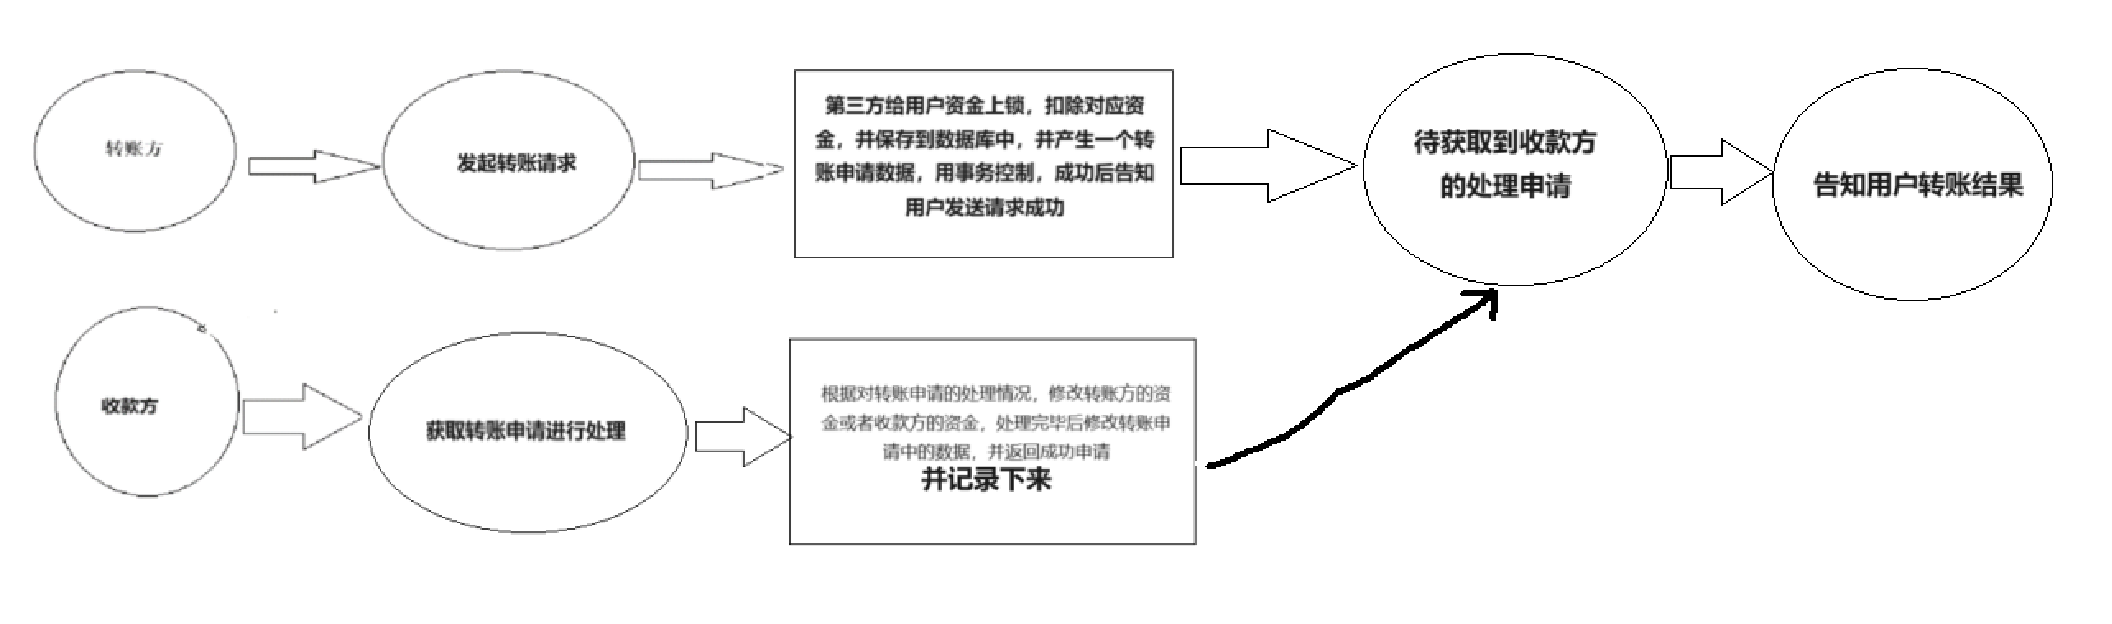 转账方
发起转账请求
第三方给用户资金上锁，扣除对应资
金，并保存到数据库中，并产生一个转
账申请数据，用事务控制，成功后告知
用户发送请求成功
待获取到收款方
的处理申请
告知用户转账结果
收款方
获取转账申请进行处理
根据对转账申请的处理情况，修改转账方的资
金或者收款方的资金，处理完毕后修改转账申
请中的数据，并返回成功申请
并记录下来